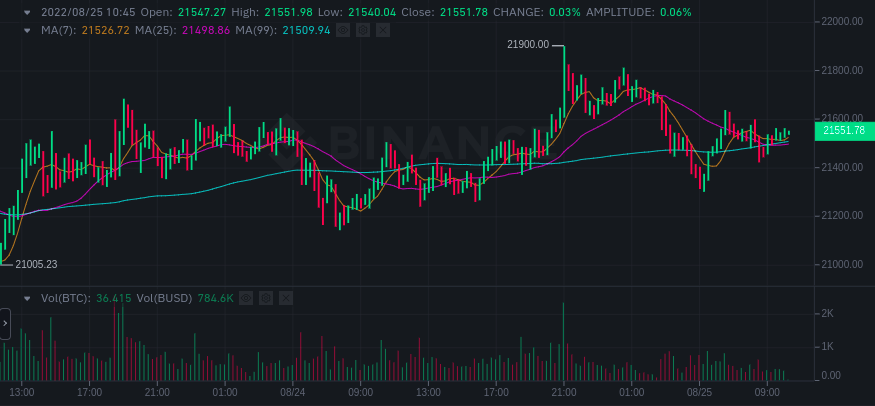 2022/08/25 10:45 Open: 21547.27 High: 21551.98 Low: 21540.04 Close: 21551.78 CHANGE: 0.03% AMPLITUDE: 0.06%
MA(7): 21526.72 MA(25): 21498.86 MA(99): 21509.94
22000.00
21900.00
21800.00
21600.00
21551.78
BINANCE
21400.00
21200.00
21005.23
21000.00
Vol(BTC): 36.415 Vol(BUSD) 784.6K
2K
1K
0.00
13:00 17:00 21:00 01:00 08/24 09:00 13:00 17:00 21:00 01:00 08/25 09:00